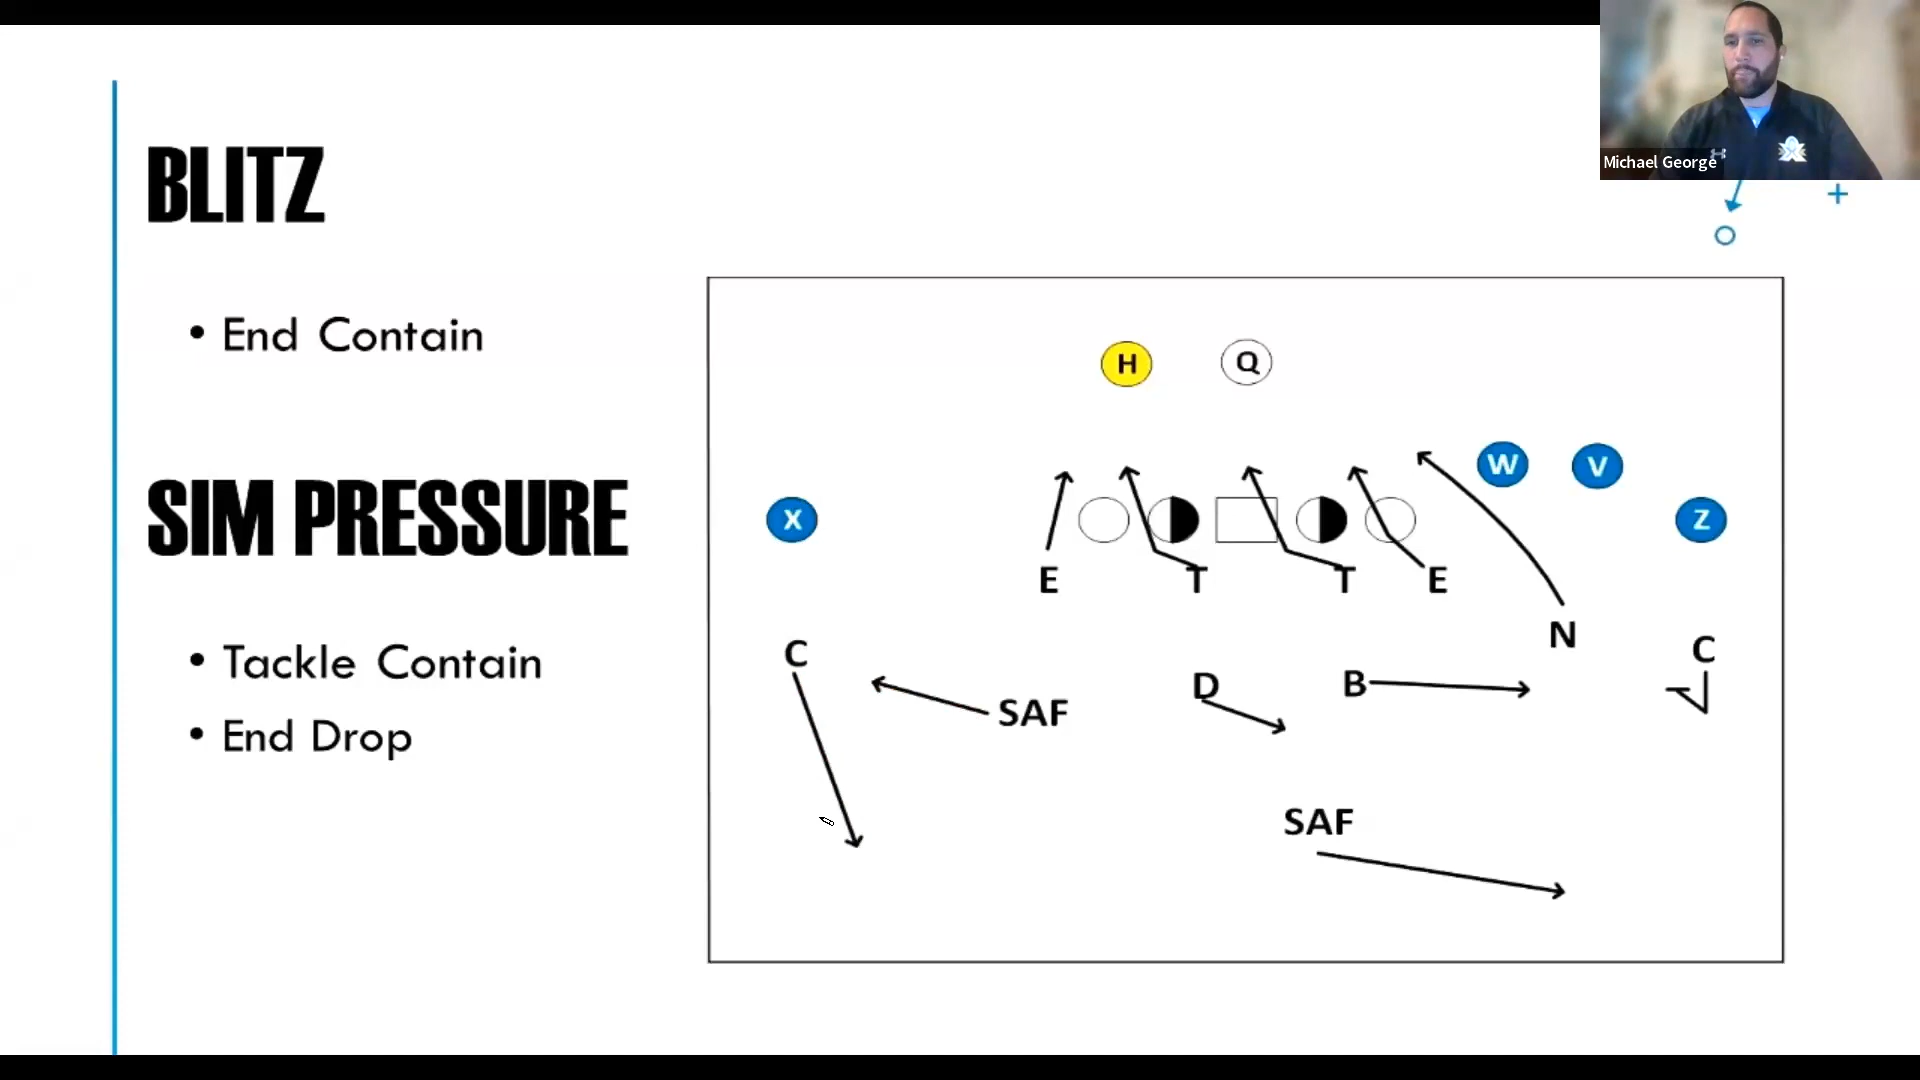 BLITZ
• End Contain
SIM PRESSURE
• Tackle Contain
• End Drop
Michael George
H Q
W V
X Z
E T T E
N
C C
SAF D B
SAF